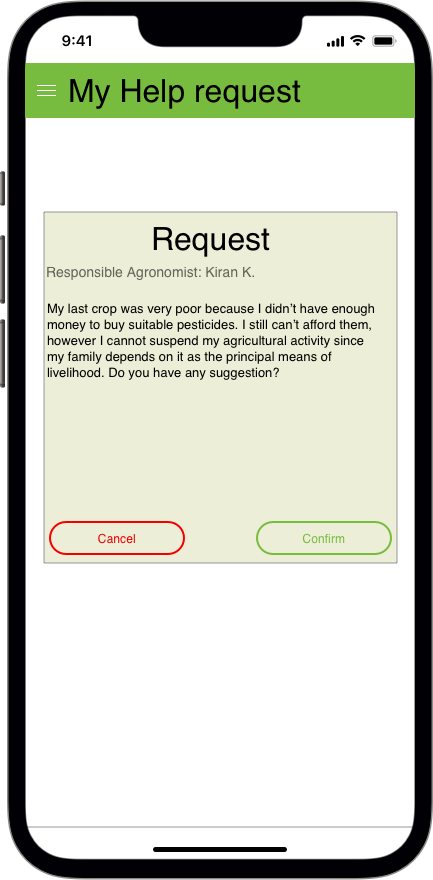 9:41
My Help request
Request
Responsible Agronomist: Kiran K.
My last crop was very poor because I didn’t have enough
money to buy suitable pesticides. I still can’t afford them,
however I cannot suspend my agricultural activity since
my family depends on it as the principal means of
livelihood. Do you have any suggestion?
Cancel
Confirm